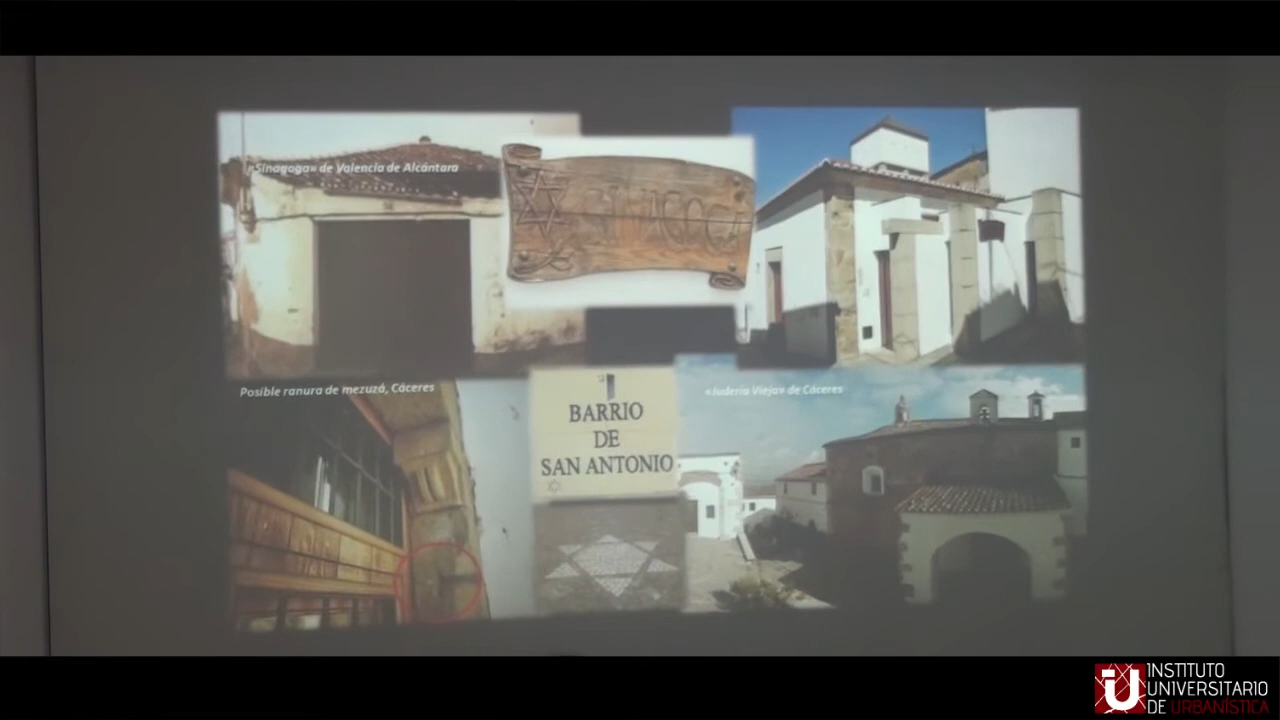 «Sinagoga» de Valencia de Alcántara
SINAGOGA
Posible ranura de mezuzá, Cáceres
BARRIO
DE
SAN ANTONIO
«Judería Vieja» de Cáceres
IU
INSTITUTO
UNIVERSITARIO
DE URBANÍSTICA